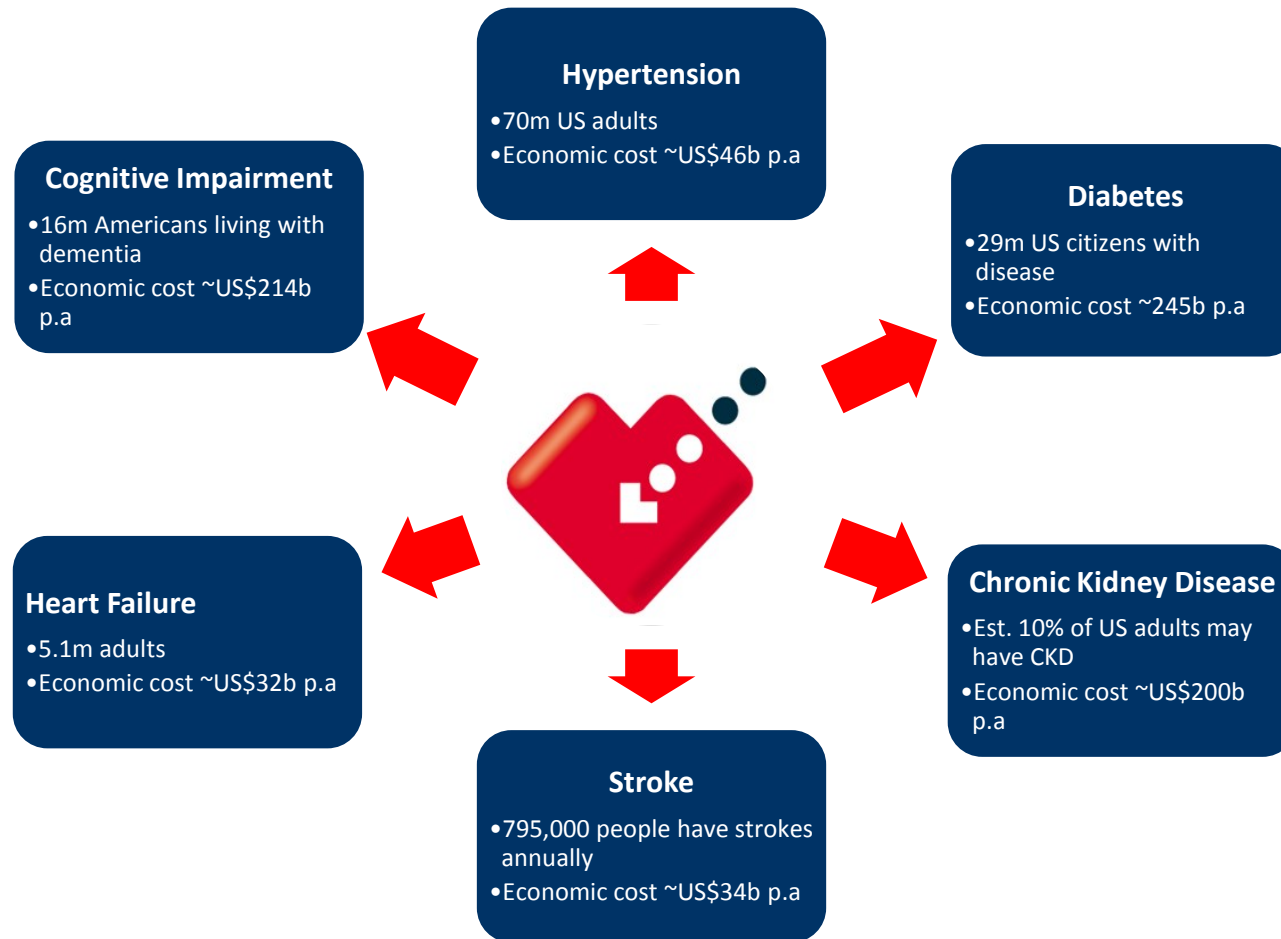 Hypertension
•70m US adults
•Economic cost ~US$46b p.a
Cognitive Impairment
•16m Americans living with
dementia
•Economic cost ~US$214b
p.a
Diabetes
•29m US citizens with
disease
•Economic cost ~245b p.a
Heart Failure
•5.1m adults
•Economic cost ~US$32b p.a
Chronic Kidney Disease
•Est. 10% of US adults may
have CKD
•Economic cost ~US$200b
p.a
Stroke
•795,000 people have strokes
annually
•Economic cost ~US$34b p.a